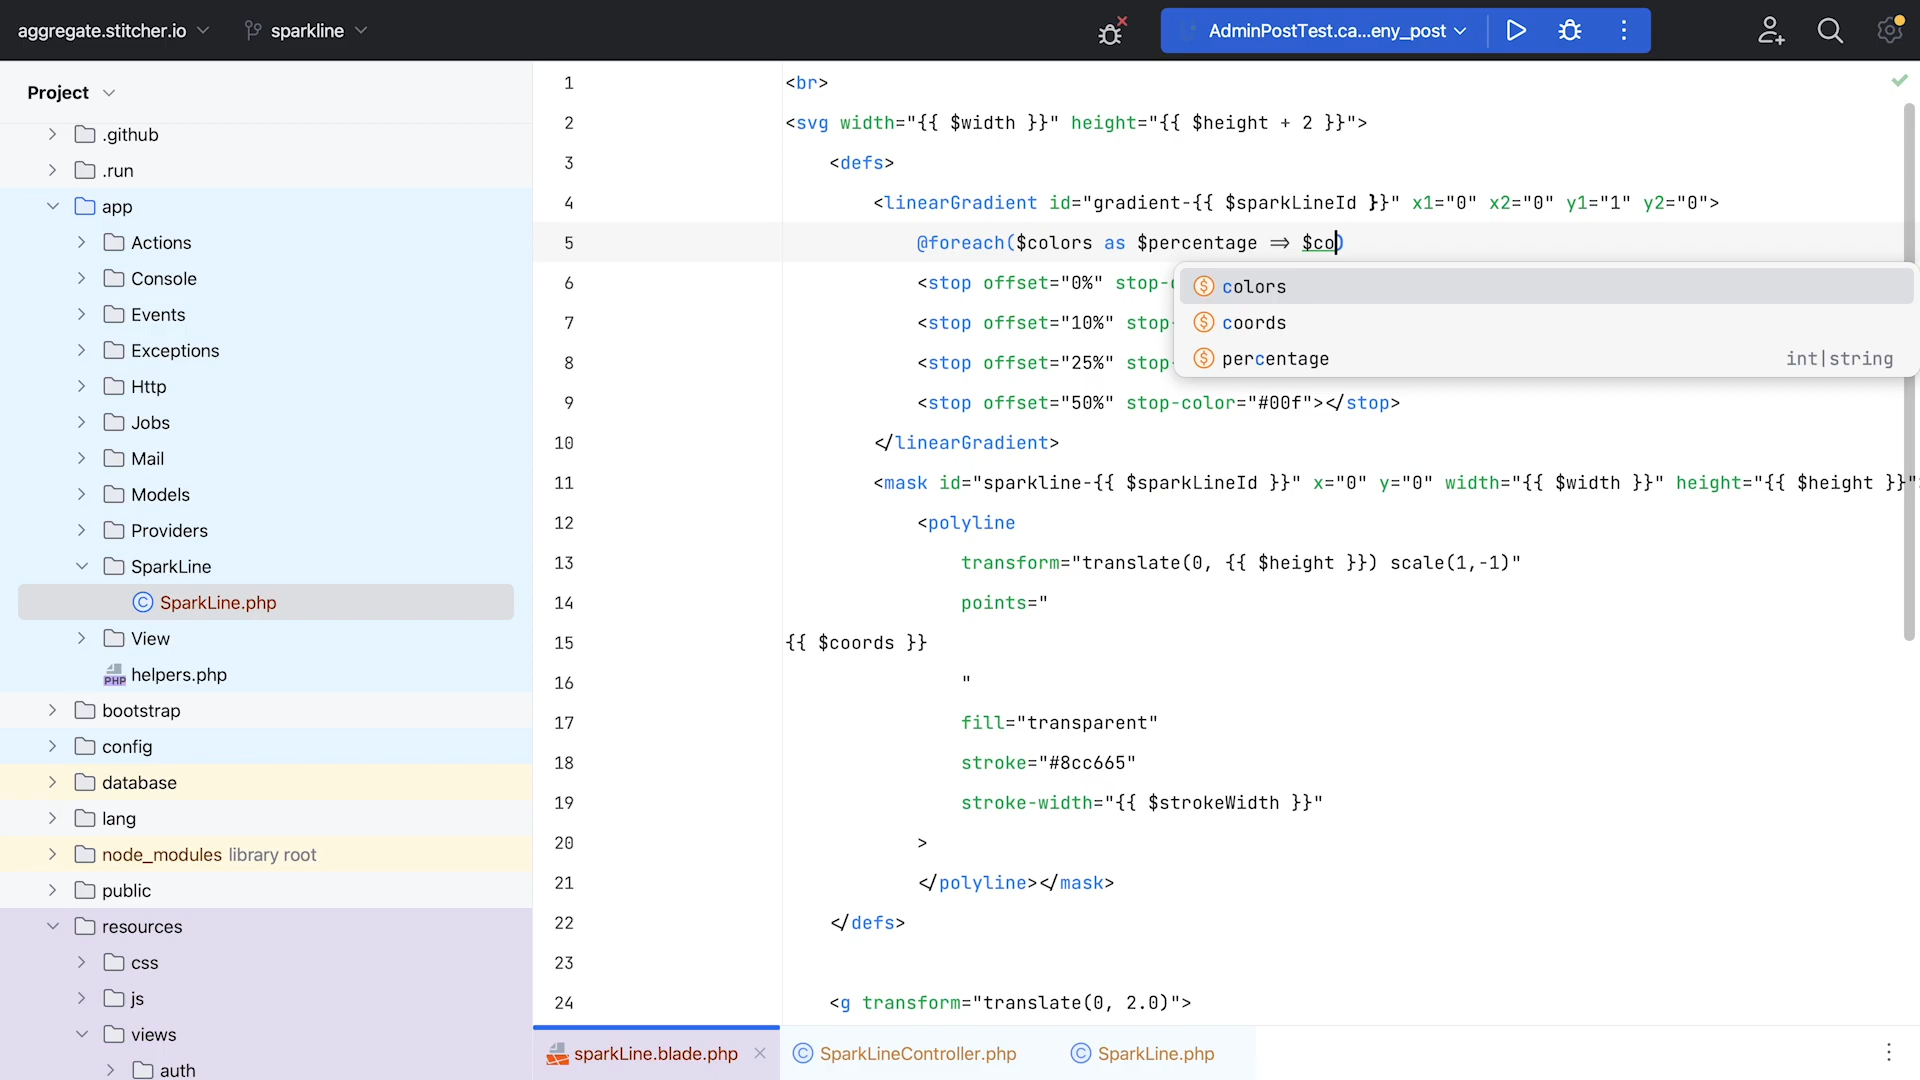 aggregate.stitcher.io
sparkline
AdminPostTest.ca...eny_post
Project
.github
.run
app
Actions
Console
Events
Exceptions
Http
Jobs
Mail
Models
Providers
SparkLine
SparkLine.php
View
helpers.php
bootstrap
config
database
lang
node_modules library root
public
resources
css
js
views
auth
1 <br>
2 <svg width="{{ $width }}" height="{{ $height + 2 }}">
3 <defs>
4 <linearGradient id="gradient-{{ $sparkLineId }}" x1="0" x2="0" y1="1" y2="0">
5 @foreach($colors as $percentage => $co)
6 <stop offset="0%" stop-
7 <stop offset="10%" stop-
8 <stop offset="25%" stop-
9 <stop offset="50%" stop-color="#00f"></stop>
10 </linearGradient>
11 <mask id="sparkline-{{ $sparkLineId }}" x="0" y="0" width="{{ $width }}" height="{{ $height }}"
12 <polyline
13 transform="translate(0, {{ $height }}) scale(1,-1)"
14 points="
15 {{ $coords }}
16 "
17 fill="transparent"
18 stroke="#8cc665"
19 stroke-width="{{ $strokeWidth }}"
20 >
21 </polyline></mask>
22 </defs>
23
24 <g transform="translate(0, 2.0)">
colors
coords
percentage int|string
sparkLine.blade.php
SparkLineController.php
SparkLine.php